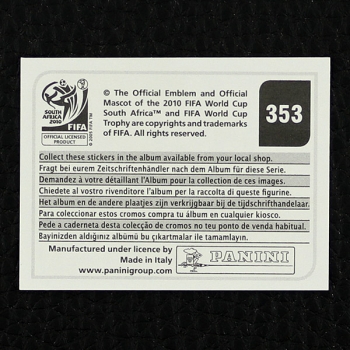 SOUTH AFRICA
2010
FIFA
OFFICIAL LICENSED
PRODUCT
© The Official Emblem and Official
Mascot of the 2010 FIFA World Cup
South Africa™ and FIFA World Cup
Trophy are copyrights and trademarks
of FIFA. All rights reserved.
353
Collect these stickers in the album available from your local shop.
Fragt bei eurem Zeitschriftenhändler nach dem Album für diese Serie.
Demandez à votre détaillant l'Album pour la collection de ces images.
Chiedete al vostro rivenditore l'album per la raccolta di queste figurine.
Het album en de andere plaatjes zijn verkrijgbaar bij de tijdschrifthandelaar.
Para coleccionar estos cromos compra tu álbum en cualquier kiosco.
Pede a caderneta desta colecção de cromos no teu ponto de venda habitual.
Bayinizden aldığınız albümü bu çıkartmalar ile tamamlayın.
Manufactured under licence by
Made in Italy
www.paninigroup.com
PANINI